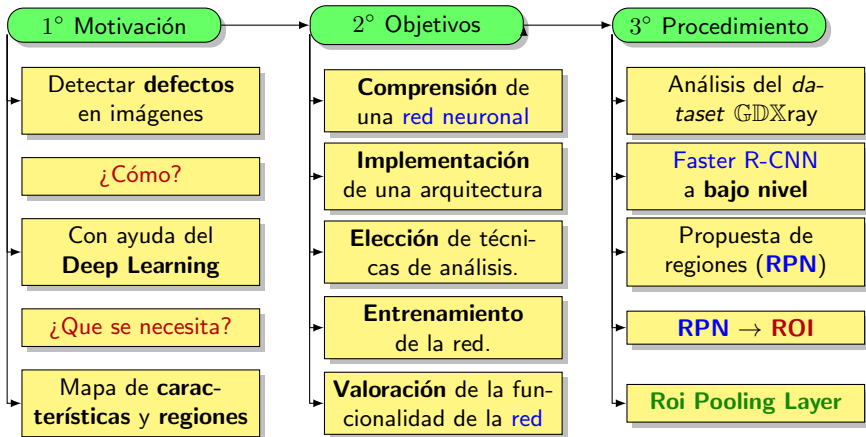 1° Motivación
Detectar defectos
en imágenes
¿Cómo?
Con ayuda del
Deep Learning
¿Que se necesita?
Mapa de carac-
terísticas y regiones
2° Objetivos
Comprensión de
una red neuronal
Implementación
de una arquitectura
Elección de técni-
cas de análisis.
Entrenamiento
de la red.
Valoración de la fun-
cionalidad de la red
3° Procedimiento
Análisis del da-
taset 𝔾𝔻𝕏ray
Faster R-CNN
a bajo nivel
Propuesta de
regiones (RPN)
RPN → ROI
Roi Pooling Layer